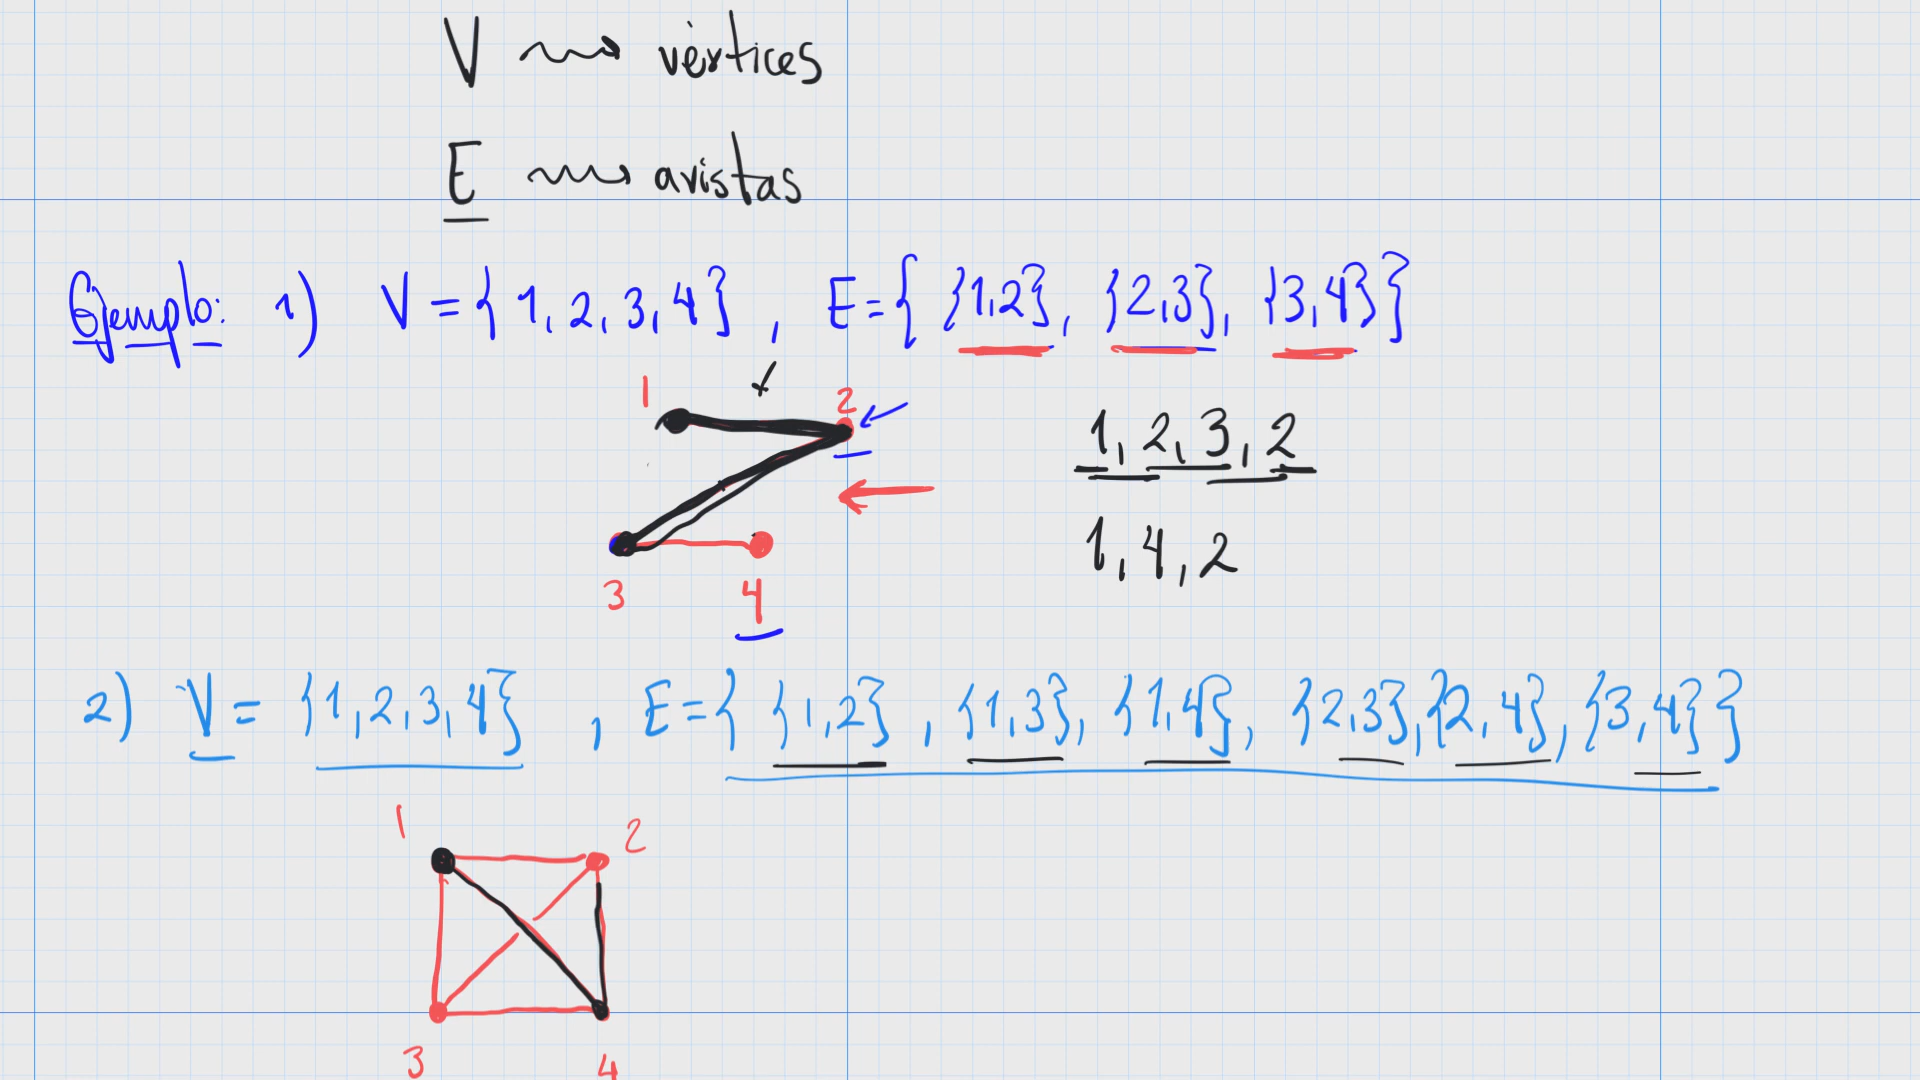 V ⇝ vértices
E ⇝ aristas
Ejemplo: 1) V = { 1, 2, 3, 4 } , E = { {1,2}, {2,3}, {3,4} }
1 2
1, 2, 3, 2
1, 4, 2
3 4
2) V = {1,2,3,4} , E = { {1,2} , {1,3}, {1,4}, {2,3}, {2,4}, {3,4} }
1 2
3 4